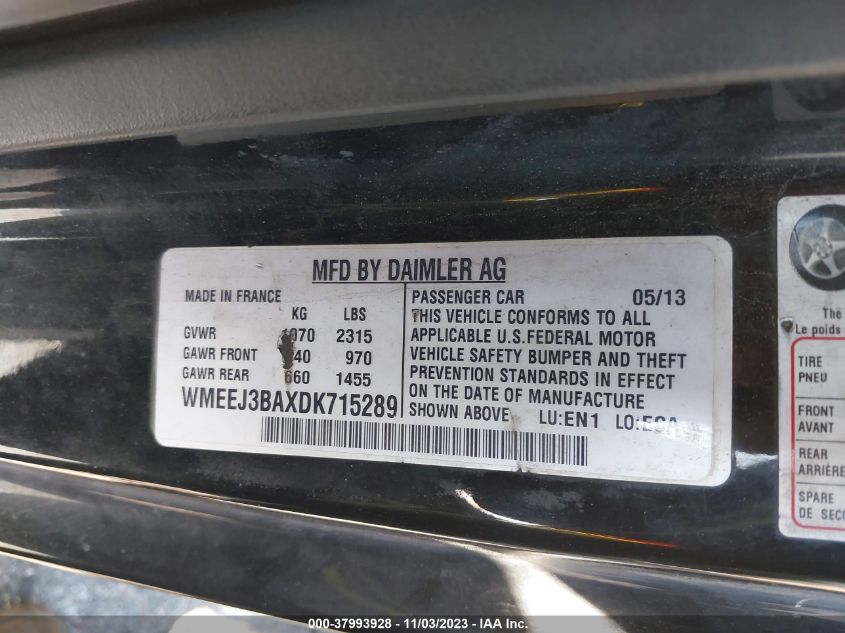 MFD BY DAIMLER AG
MADE IN FRANCE
KG LBS
GVWR 2315
GAWR FRONT 970
GAWR REAR 1455
WMEEJ3BAXDK715289
PASSENGER CAR 05/13
THIS VEHICLE CONFORMS TO ALL
APPLICABLE U.S.FEDERAL MOTOR
VEHICLE SAFETY BUMPER AND THEFT
PREVENTION STANDARDS IN EFFECT
ON THE DATE OF MANUFACTURE
SHOWN ABOVE LU:EN1
The
Le poids
TIRE
PNEU
FRONT
AVANT
REAR
ARRIÈRE
SPARE
DE SECO
000-37993928 - 11/03/2023 - IAA Inc.